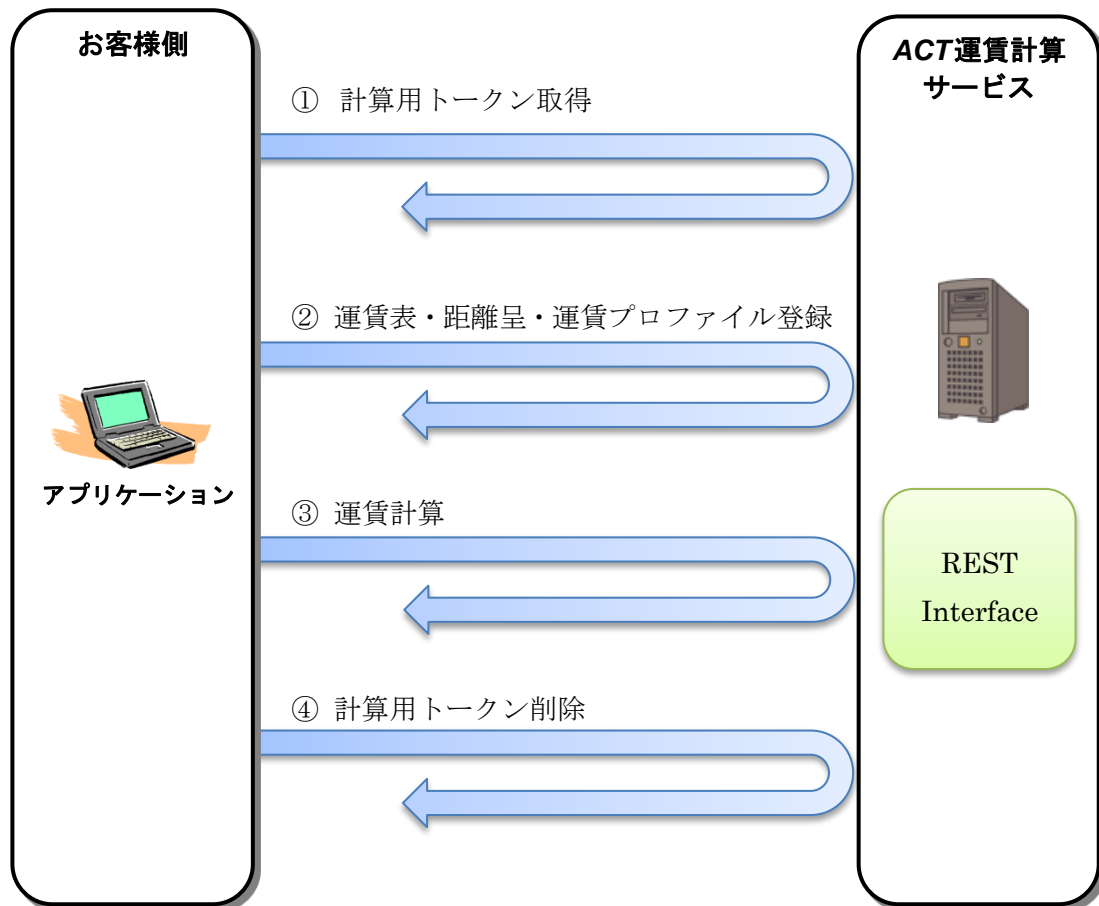 お客様側
ACT運賃計算
サービス
① 計算用トークン取得
② 運賃表・距離呈・運賃プロファイル登録
アプリケーション
③ 運賃計算
REST
Interface
④ 計算用トークン削除